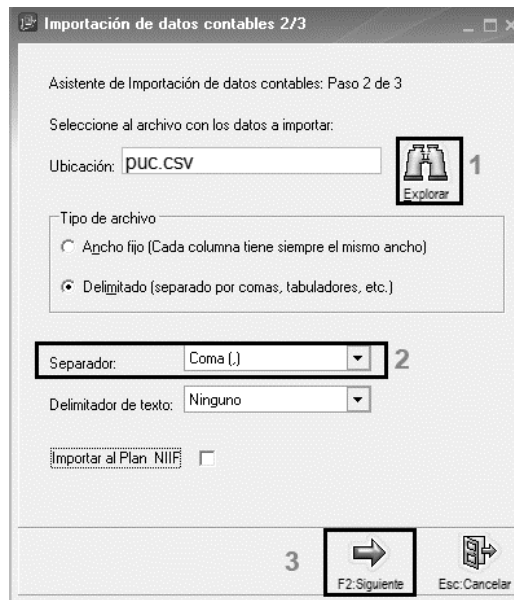 Importación de datos contables 2/3
Asistente de Importación de datos contables: Paso 2 de 3
Seleccione al archivo con los datos a importar:
Ubicación: puc.csv
Explorar 1
Tipo de archivo
Ancho fijo (Cada columna tiene siempre el mismo ancho)
Delimitado (separado por comas, tabuladores, etc.)
Separador: Coma (,) 2
Delimitador de texto: Ninguno
Importar al Plan NIIF
3 F2:Siguiente Esc:Cancelar